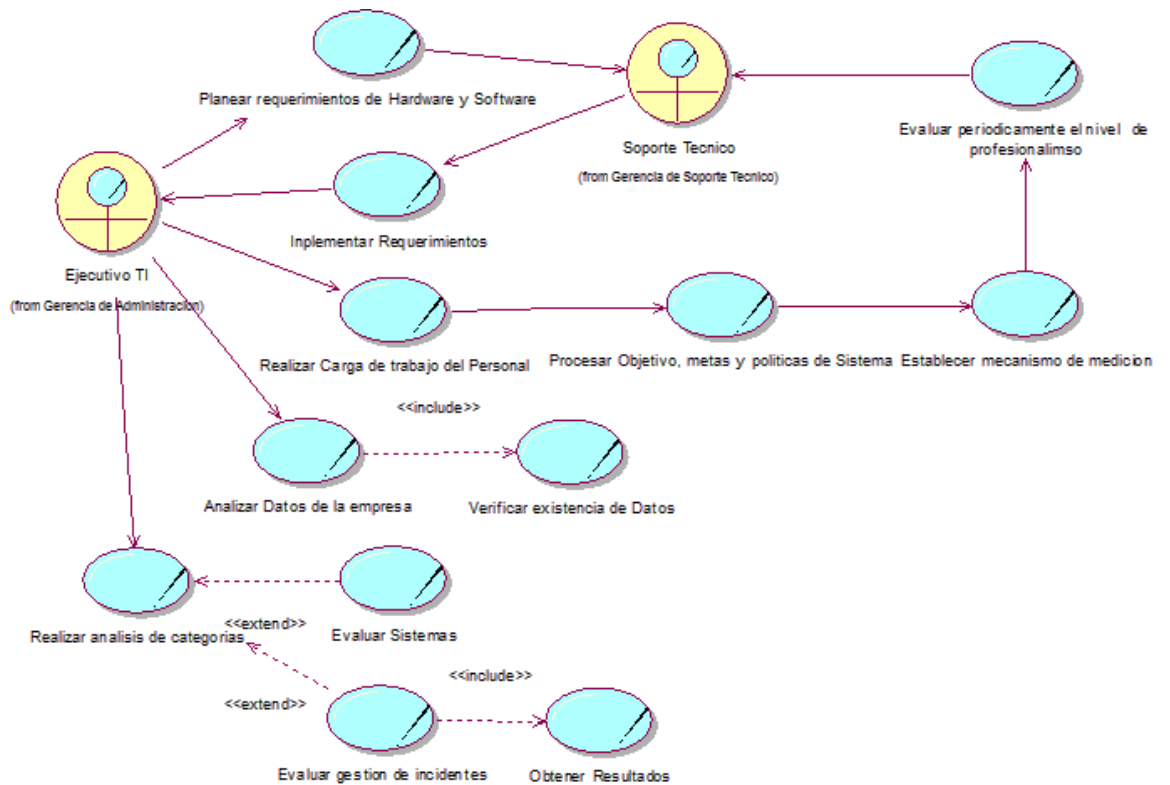 Planear requerimientos de Hardware y Software
Soporte Tecnico
(from Gerencia de Soporte Tecnico)
Evaluar periodicamente el nivel de
profesionalimso
Inplementar Requerimientos
Ejecutivo TI
(from Gerencia de Administracion)
Realizar Carga de trabajo del Personal
Procesar Objetivo, metas y politicas de Sistema
Establecer mecanismo de medicion
<<include>>
Analizar Datos de la empresa
Verificar existencia de Datos
<<extend>>
Realizar analisis de categorias
Evaluar Sistemas
<<include>>
<<extend>>
Evaluar gestion de incidentes
Obtener Resultados